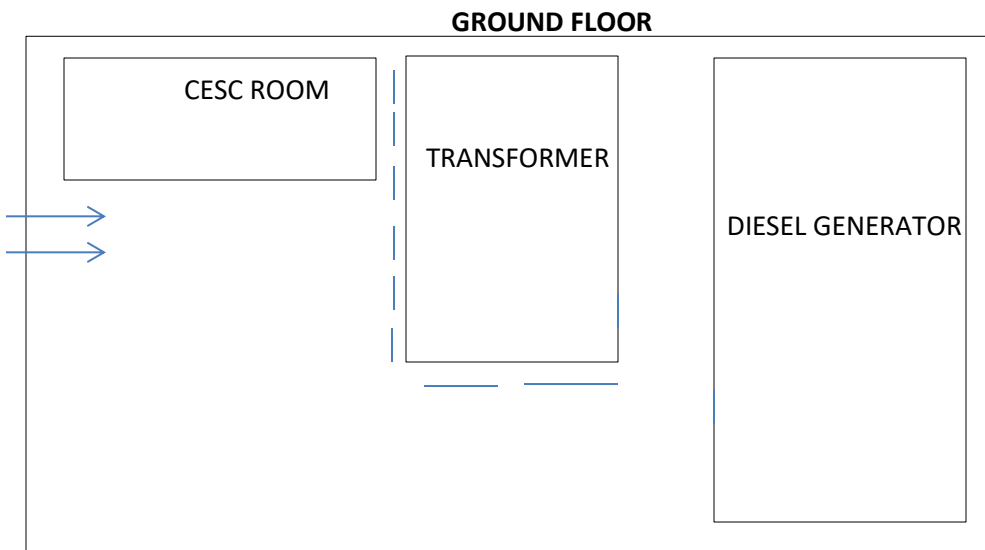 GROUND FLOOR
CESC ROOM
TRANSFORMER
DIESEL GENERATOR